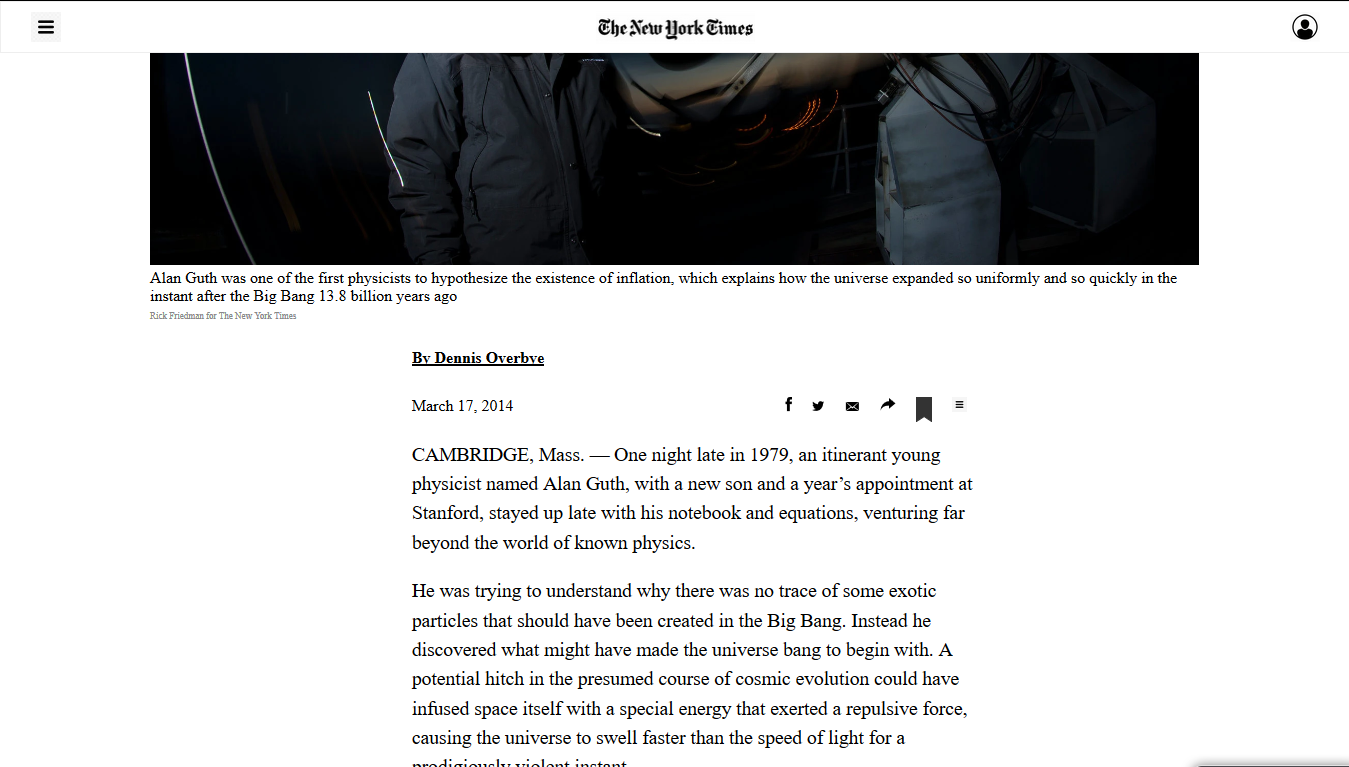 The New York Times
Alan Guth was one of the first physicists to hypothesize the existence of inflation, which explains how the universe expanded so uniformly and so quickly in the
instant after the Big Bang 13.8 billion years ago
Rick Friedman for The New York Times
By Dennis Overbye
March 17, 2014
CAMBRIDGE, Mass. — One night late in 1979, an itinerant young
physicist named Alan Guth, with a new son and a year’s appointment at
Stanford, stayed up late with his notebook and equations, venturing far
beyond the world of known physics.
He was trying to understand why there was no trace of some exotic
particles that should have been created in the Big Bang. Instead he
discovered what might have made the universe bang to begin with. A
potential hitch in the presumed course of cosmic evolution could have
infused space itself with a special energy that exerted a repulsive force,
causing the universe to swell faster than the speed of light for a
prodigiously violent instant.